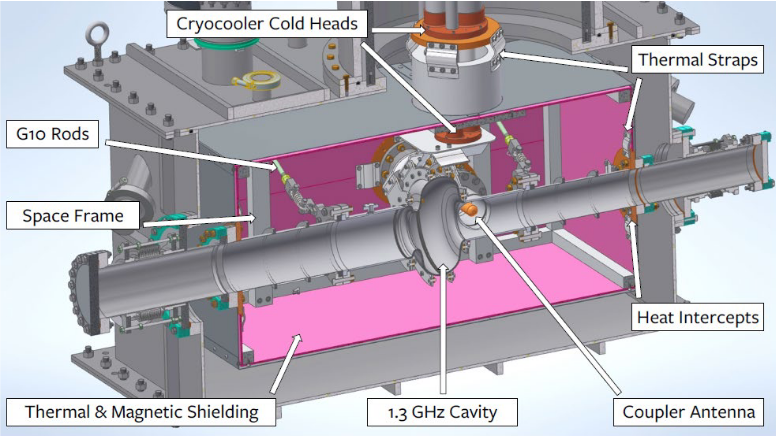 Cryocooler Cold Heads
Thermal Straps
G10 Rods
Space Frame
Heat Intercepts
Thermal & Magnetic Shielding
1.3 GHz Cavity
Coupler Antenna